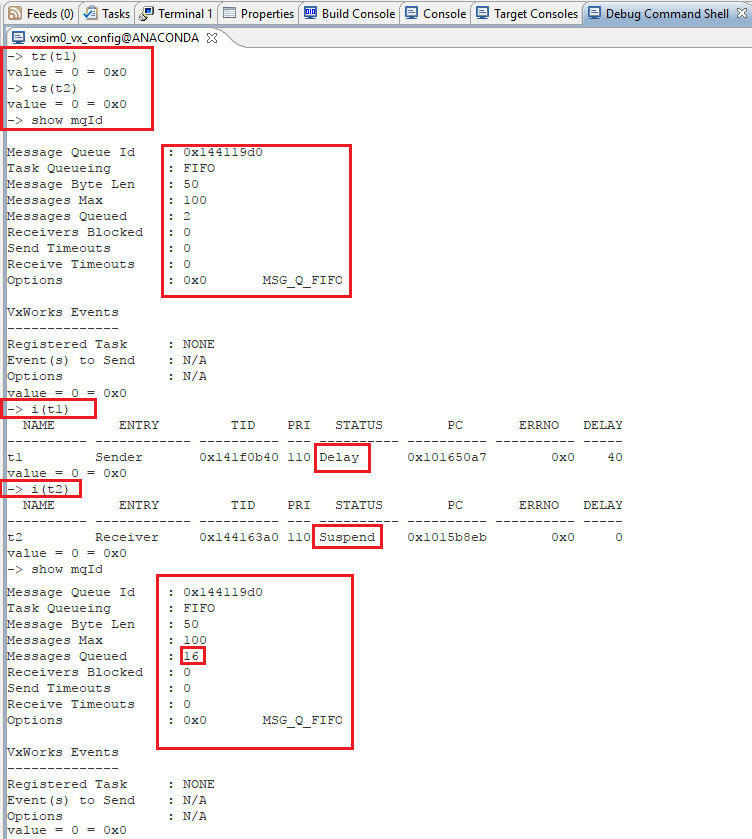 Feeds (0) Tasks Terminal 1 Properties Build Console Console Target Consoles Debug Command Shell
vxsim0_vx_config@ANACONDA
-> tr(t1)
value = 0 = 0x0
-> ts(t2)
value = 0 = 0x0
-> show mqId
Message Queue Id    : 0x144119d0
Task Queueing       : FIFO
Message Byte Len    : 50
Messages Max        : 100
Messages Queued     : 2
Receivers Blocked   : 0
Send Timeouts       : 0
Receive Timeouts    : 0
Options             : 0x0       MSG_Q_FIFO
VxWorks Events
--------------
Registered Task     : NONE
Event(s) to Send    : N/A
Options             : N/A
value = 0 = 0x0
-> i(t1)
  NAME        ENTRY         TID    PRI   STATUS        PC       ERRNO  DELAY
---------- ------------ ---------- --- ---------- ---------- ------- -----
t1         Sender       0x141f0b40 110 Delay      0x101650a7     0x0    40
value = 0 = 0x0
-> i(t2)
  NAME        ENTRY         TID    PRI   STATUS        PC       ERRNO  DELAY
---------- ------------ ---------- --- ---------- ---------- ------- -----
t2         Receiver     0x144163a0 110 Suspend    0x1015b8eb     0x0     0
value = 0 = 0x0
-> show mqId
Message Queue Id    : 0x144119d0
Task Queueing       : FIFO
Message Byte Len    : 50
Messages Max        : 100
Messages Queued     : 16
Receivers Blocked   : 0
Send Timeouts       : 0
Receive Timeouts    : 0
Options             : 0x0       MSG_Q_FIFO
VxWorks Events
--------------
Registered Task     : NONE
Event(s) to Send    : N/A
Options             : N/A
value = 0 = 0x0